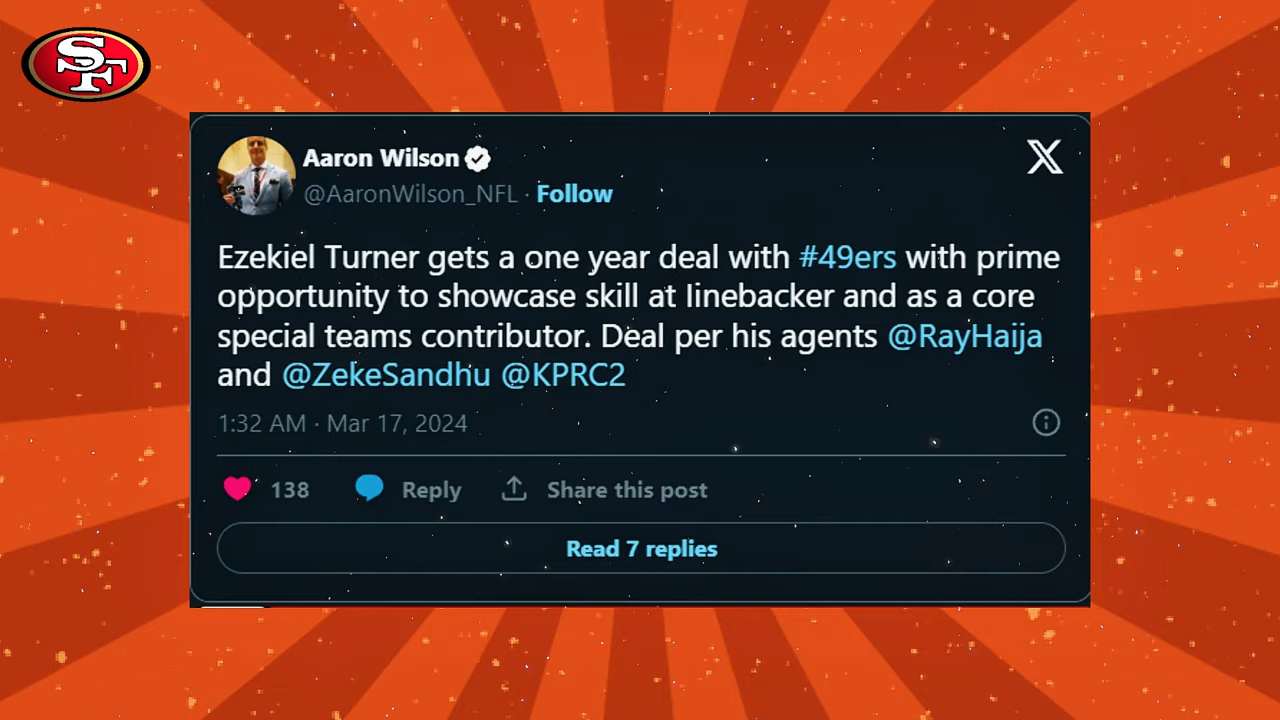 SF
Aaron Wilson
@AaronWilson_NFL · Follow
X
Ezekiel Turner gets a one year deal with #49ers with prime
opportunity to showcase skill at linebacker and as a core
special teams contributor. Deal per his agents @RayHaija
and @ZekeSandhu @KPRC2
1:32 AM · Mar 17, 2024
138 Reply Share this post
Read 7 replies